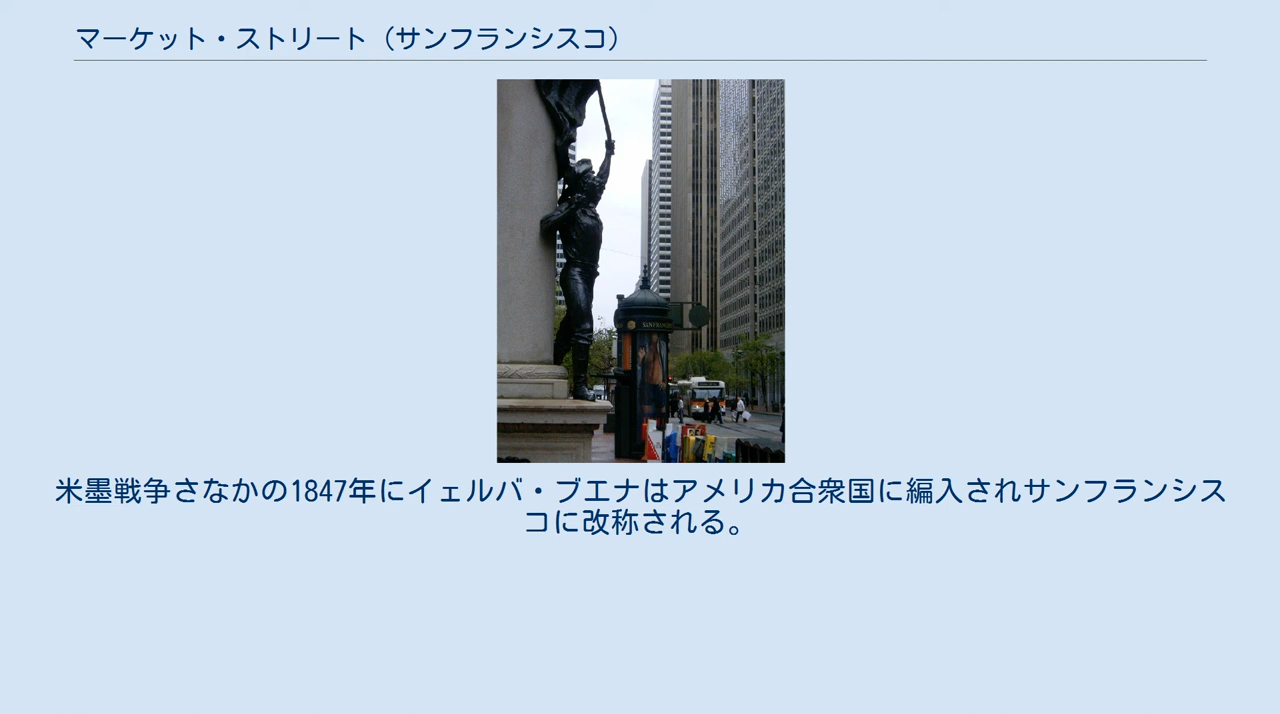 マーケット・ストリート（サンフランシスコ）
米墨戦争さなかの1847年にイェルバ・ブエナはアメリカ合衆国に編入されサンフランシス
コに改称される。